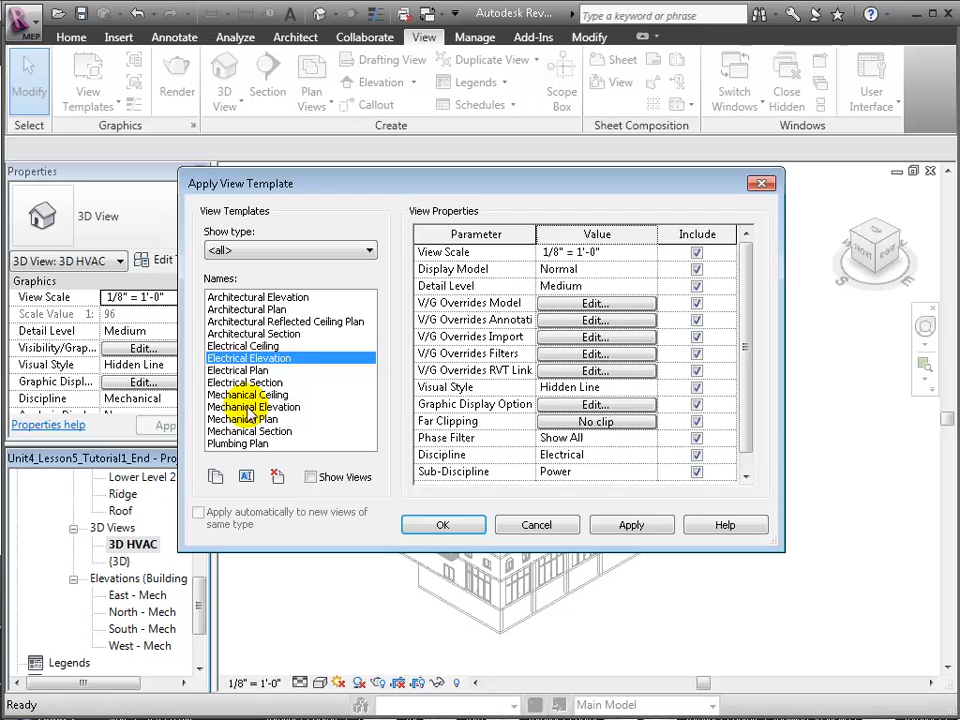 Autodesk Rev...
Type a keyword or phrase
MEP
Home Insert Annotate Analyze Architect Collaborate View Manage Add-Ins Modify
Modify
View Templates
Render
3D View
Section
Plan Views
Drafting View
Elevation
Callout
Duplicate View
Legends
Schedules
Scope Box
Sheet
View
Switch Windows
Close Hidden
User Interface
Select Graphics Create Sheet Composition Windows
Properties
3D View
3D View: 3D HVAC
Edit T
Graphics
View Scale 1/8" = 1'-0"
Scale Value 1: 96
Detail Level Medium
Visibility/Grap... Edit...
Visual Style Hidden Line
Graphic Displ... Edit...
Discipline Mechanical
Properties help
App
Unit4_Lesson5_Tutorial1_End - P
Lower Level 2
Ridge
Roof
3D Views
3D HVAC
{3D}
Elevations (Building
East - Mech
North - Mech
South - Mech
West - Mech
Legends
Apply View Template
View Templates
Show type:
<all>
Names:
Architectural Elevation
Architectural Plan
Architectural Reflected Ceiling Plan
Architectural Section
Electrical Ceiling
Electrical Elevation
Electrical Plan
Electrical Section
Mechanical Ceiling
Mechanical Elevation
Mechanical Plan
Mechanical Section
Plumbing Plan
Show Views
Apply automatically to new views of
same type
View Properties
Parameter Value Include
View Scale 1/8" = 1'-0"
Display Model Normal
Detail Level Medium
V/G Overrides Model Edit...
V/G Overrides Annotati Edit...
V/G Overrides Import Edit...
V/G Overrides Filters Edit...
V/G Overrides RVT Link Edit...
Visual Style Hidden Line
Graphic Display Option Edit...
Far Clipping No clip
Phase Filter Show All
Discipline Electrical
Sub-Discipline Power
OK Cancel Apply Help
FRONT RIGHT
1/8" = 1'-0"
Ready
Main Model